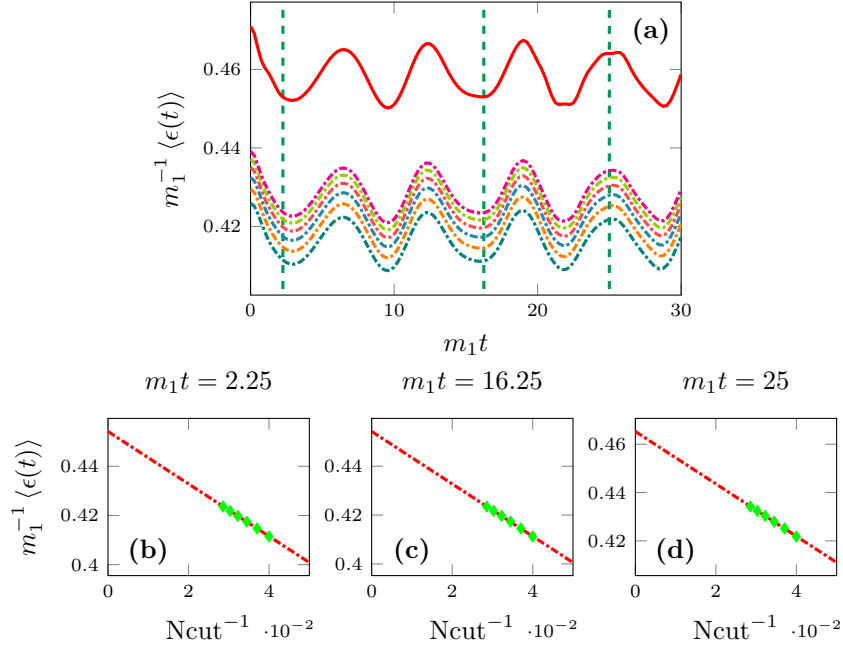 (a)
0.46
0.44
0.42
m₁⁻¹ ⟨ϵ(t)⟩
0 10 20 30
m₁t
m₁t = 2.25 m₁t = 16.25 m₁t = 25
m₁⁻¹ ⟨ϵ(t)⟩
0.44
0.42
0.4
(b)
0 2 4
Ncut⁻¹ ·10⁻²
0.44
0.42
0.4
(c)
0 2 4
Ncut⁻¹ ·10⁻²
0.46
0.44
0.42
(d)
0 2 4
Ncut⁻¹ ·10⁻²